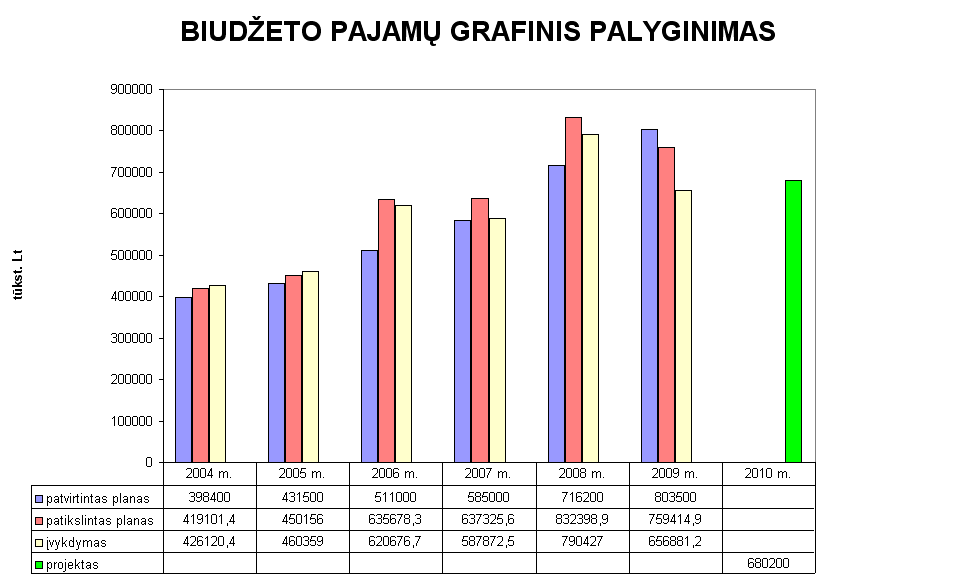 BIUDŽETO PAJAMŲ GRAFINIS PALYGINIMAS
900000
800000
700000
600000
500000
400000
300000
200000
100000
0
tūkst. Lt
2004 m. 2005 m. 2006 m. 2007 m. 2008 m. 2009 m. 2010 m.
patvirtintas planas 398400 431500 511000 585000 716200 803500
patikslintas planas 419101,4 450156 635678,3 637325,6 832398,9 759414,9
įvykdymas 426120,4 460359 620676,7 587872,5 790427 656881,2
projektas 680200